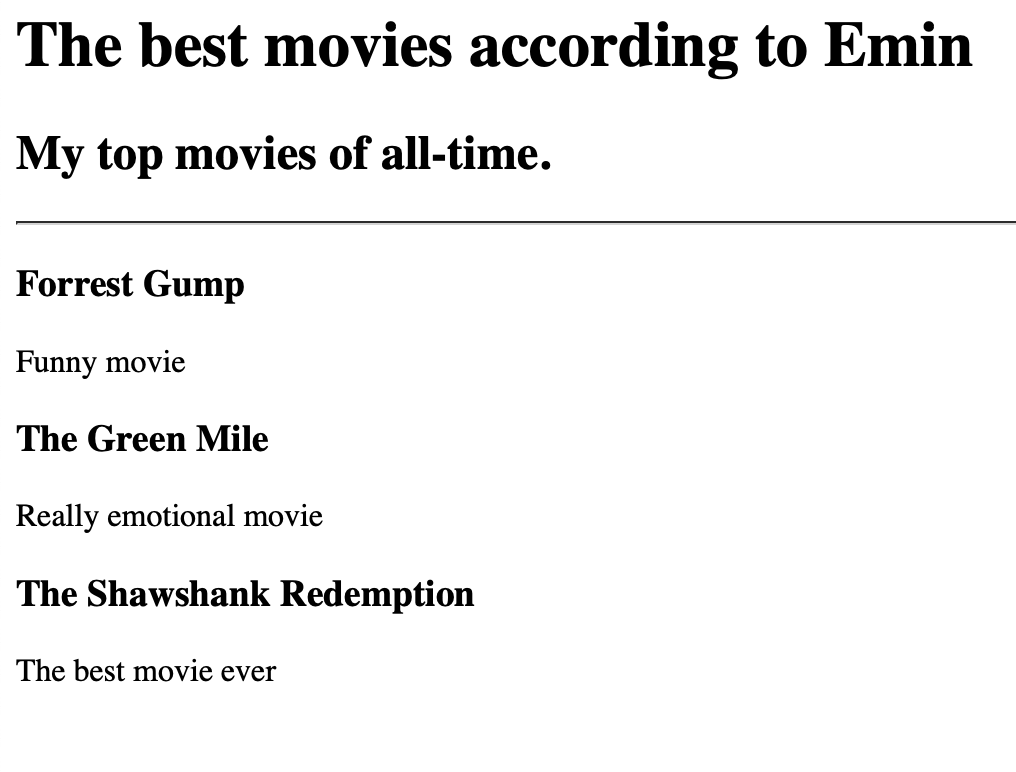 The best movies according to Emin
My top movies of all-time.
Forrest Gump
Funny movie
The Green Mile
Really emotional movie
The Shawshank Redemption
The best movie ever